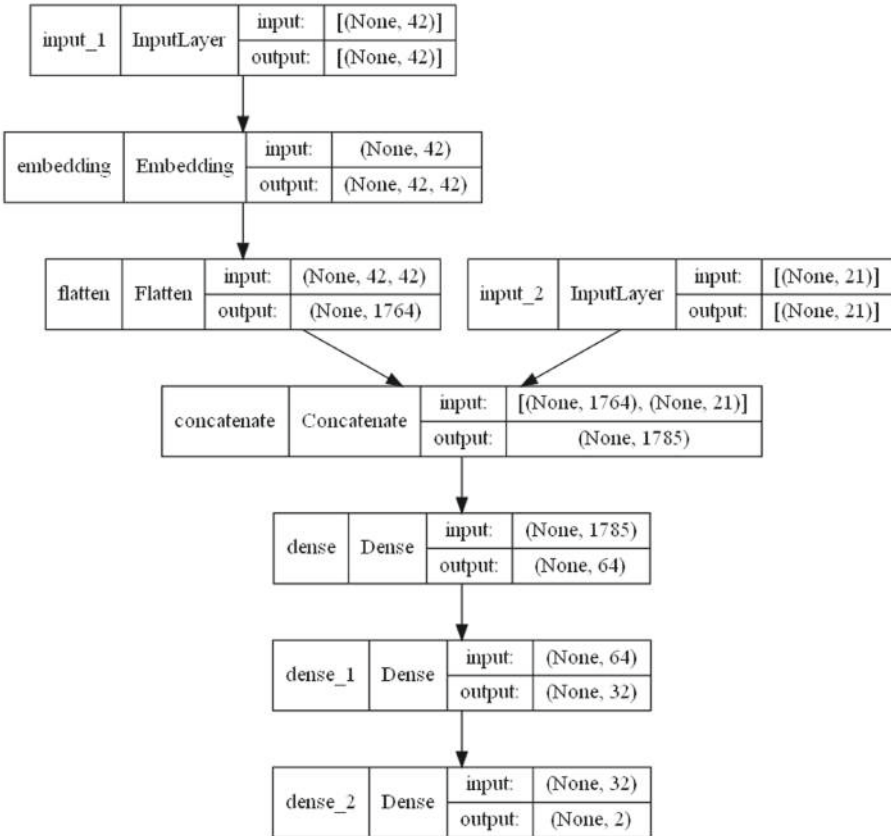 input_1 InputLayer input: [(None, 42)]
output: [(None, 42)]
embedding Embedding input: (None, 42)
output: (None, 42, 42)
flatten Flatten input: (None, 42, 42)
output: (None, 1764)
input_2 InputLayer input: [(None, 21)]
output: [(None, 21)]
concatenate Concatenate input: [(None, 1764), (None, 21)]
output: (None, 1785)
dense Dense input: (None, 1785)
output: (None, 64)
dense_1 Dense input: (None, 64)
output: (None, 32)
dense_2 Dense input: (None, 32)
output: (None, 2)